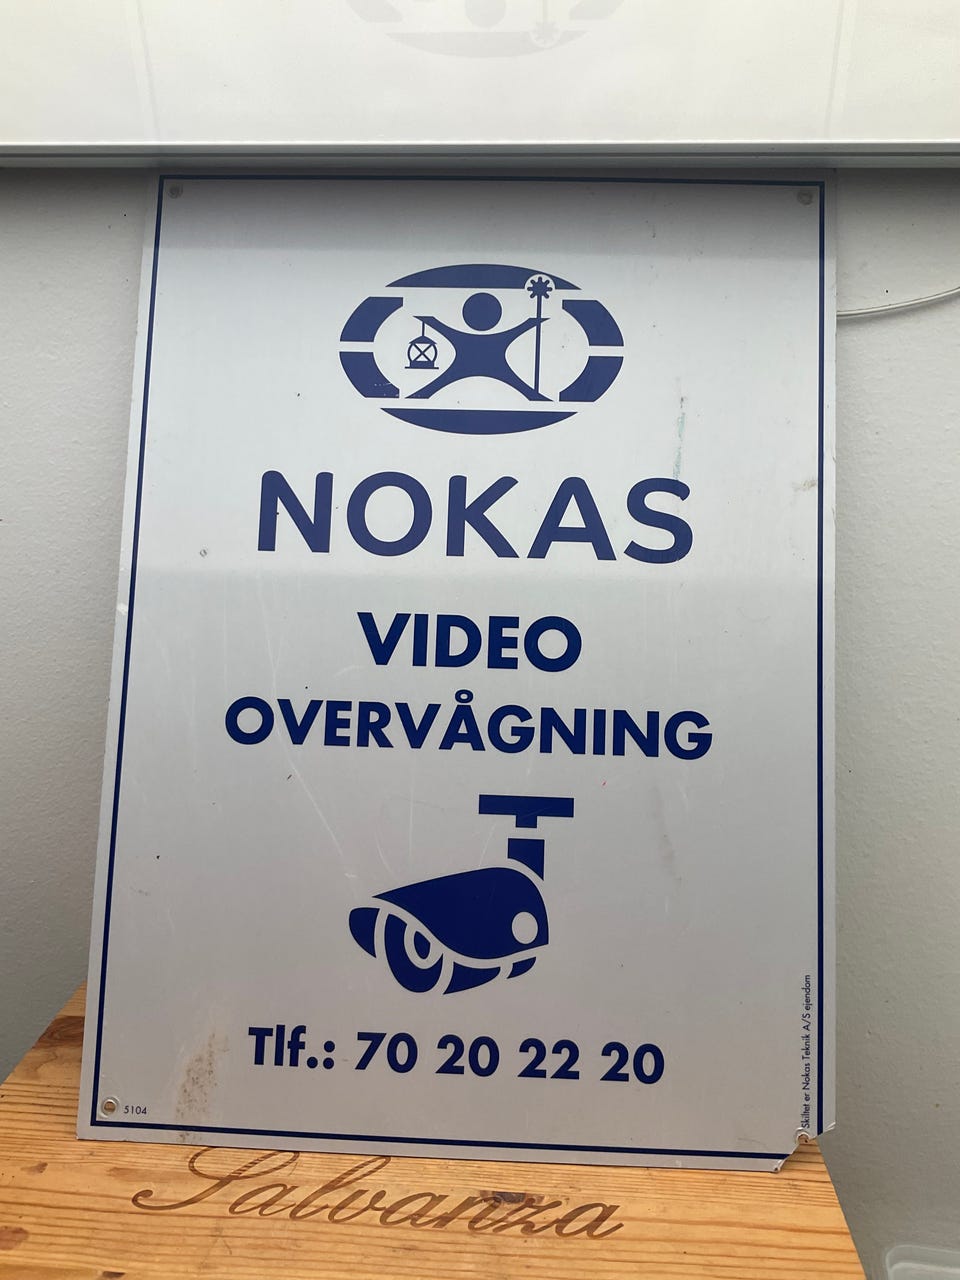 NOKAS
VIDEO
OVERVÅGNING
Tlf.: 70 20 22 20
5104
Skiltet er Nokas Teknik A/S ejendom
Salvanza